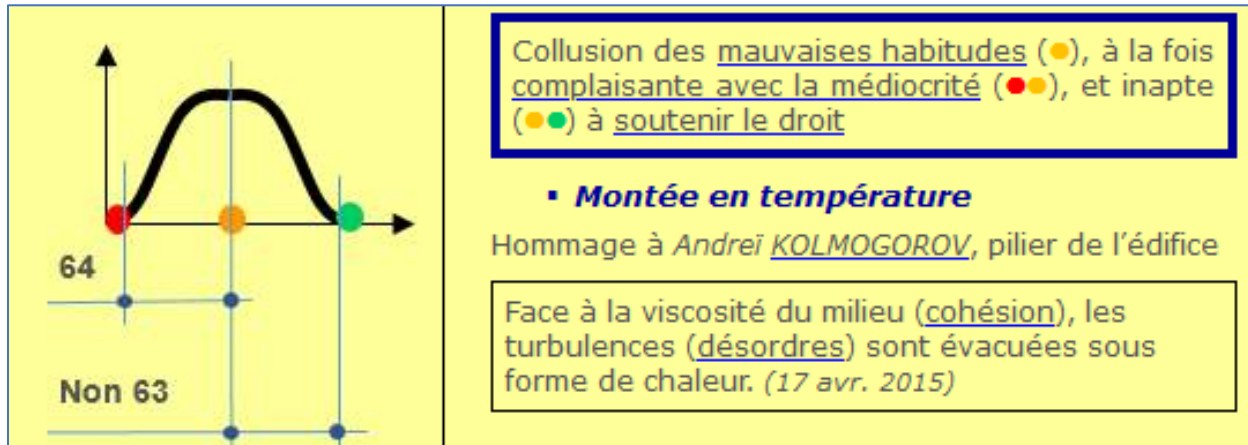 64
Non 63
Collusion des mauvaises habitudes (●), à la fois
complaisante avec la médiocrité (●●), et inapte
(●●) à soutenir le droit
▪ Montée en température
Hommage à Andreï KOLMOGOROV, pilier de l'édifice
Face à la viscosité du milieu (cohésion), les
turbulences (désordres) sont évacuées sous
forme de chaleur. (17 avr. 2015)